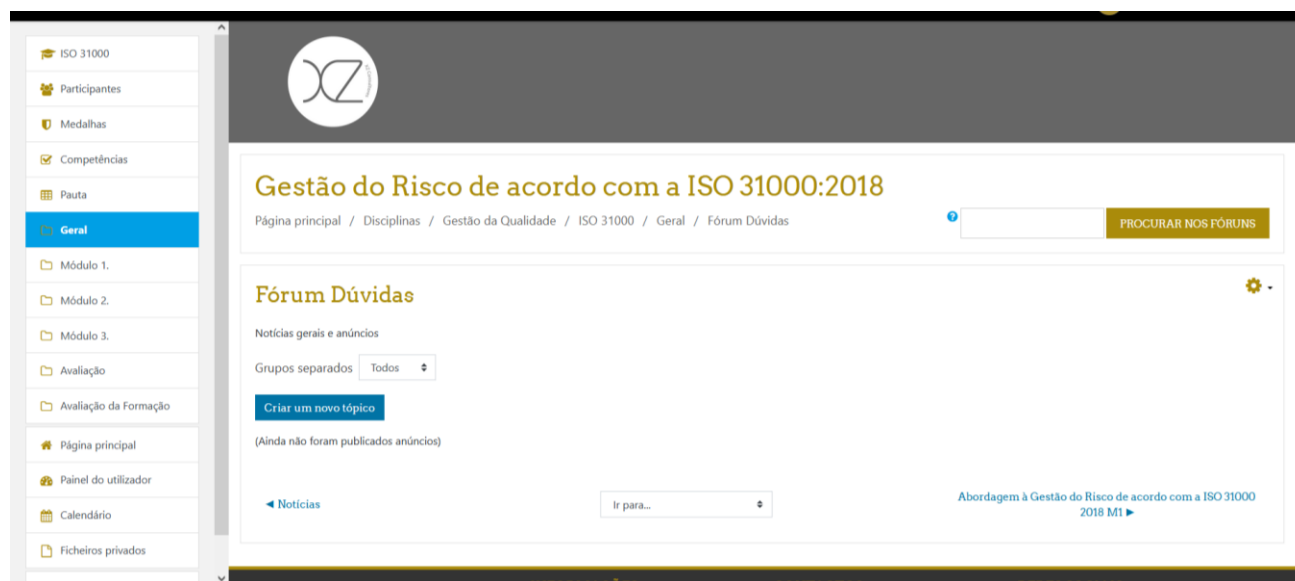 ISO 31000
Participantes
Medalhas
Competências
Pauta
Geral
Módulo 1.
Módulo 2.
Módulo 3.
Avaliação
Avaliação da Formação
Página principal
Painel do utilizador
Calendário
Ficheiros privados
XZ
Gestão do Risco de acordo com a ISO 31000:2018
Página principal / Disciplinas / Gestão da Qualidade / ISO 31000 / Geral / Fórum Dúvidas
PROCURAR NOS FÓRUNS
Fórum Dúvidas
Notícias gerais e anúncios
Grupos separados Todos
Criar um novo tópico
(Ainda não foram publicados anúncios)
◄ Notícias
Ir para...
Abordagem à Gestão do Risco de acordo com a ISO 31000
2018 M1 ►